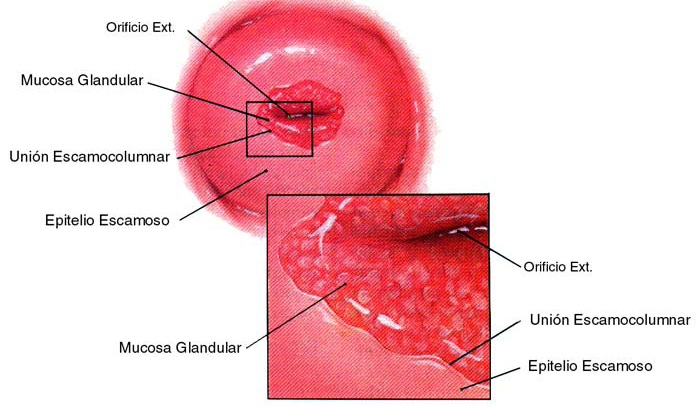 Orificio Ext.
Mucosa Glandular
Unión Escamocolumnar
Epitelio Escamoso
Orificio Ext.
Unión Escamocolumnar
Mucosa Glandular
Epitelio Escamoso